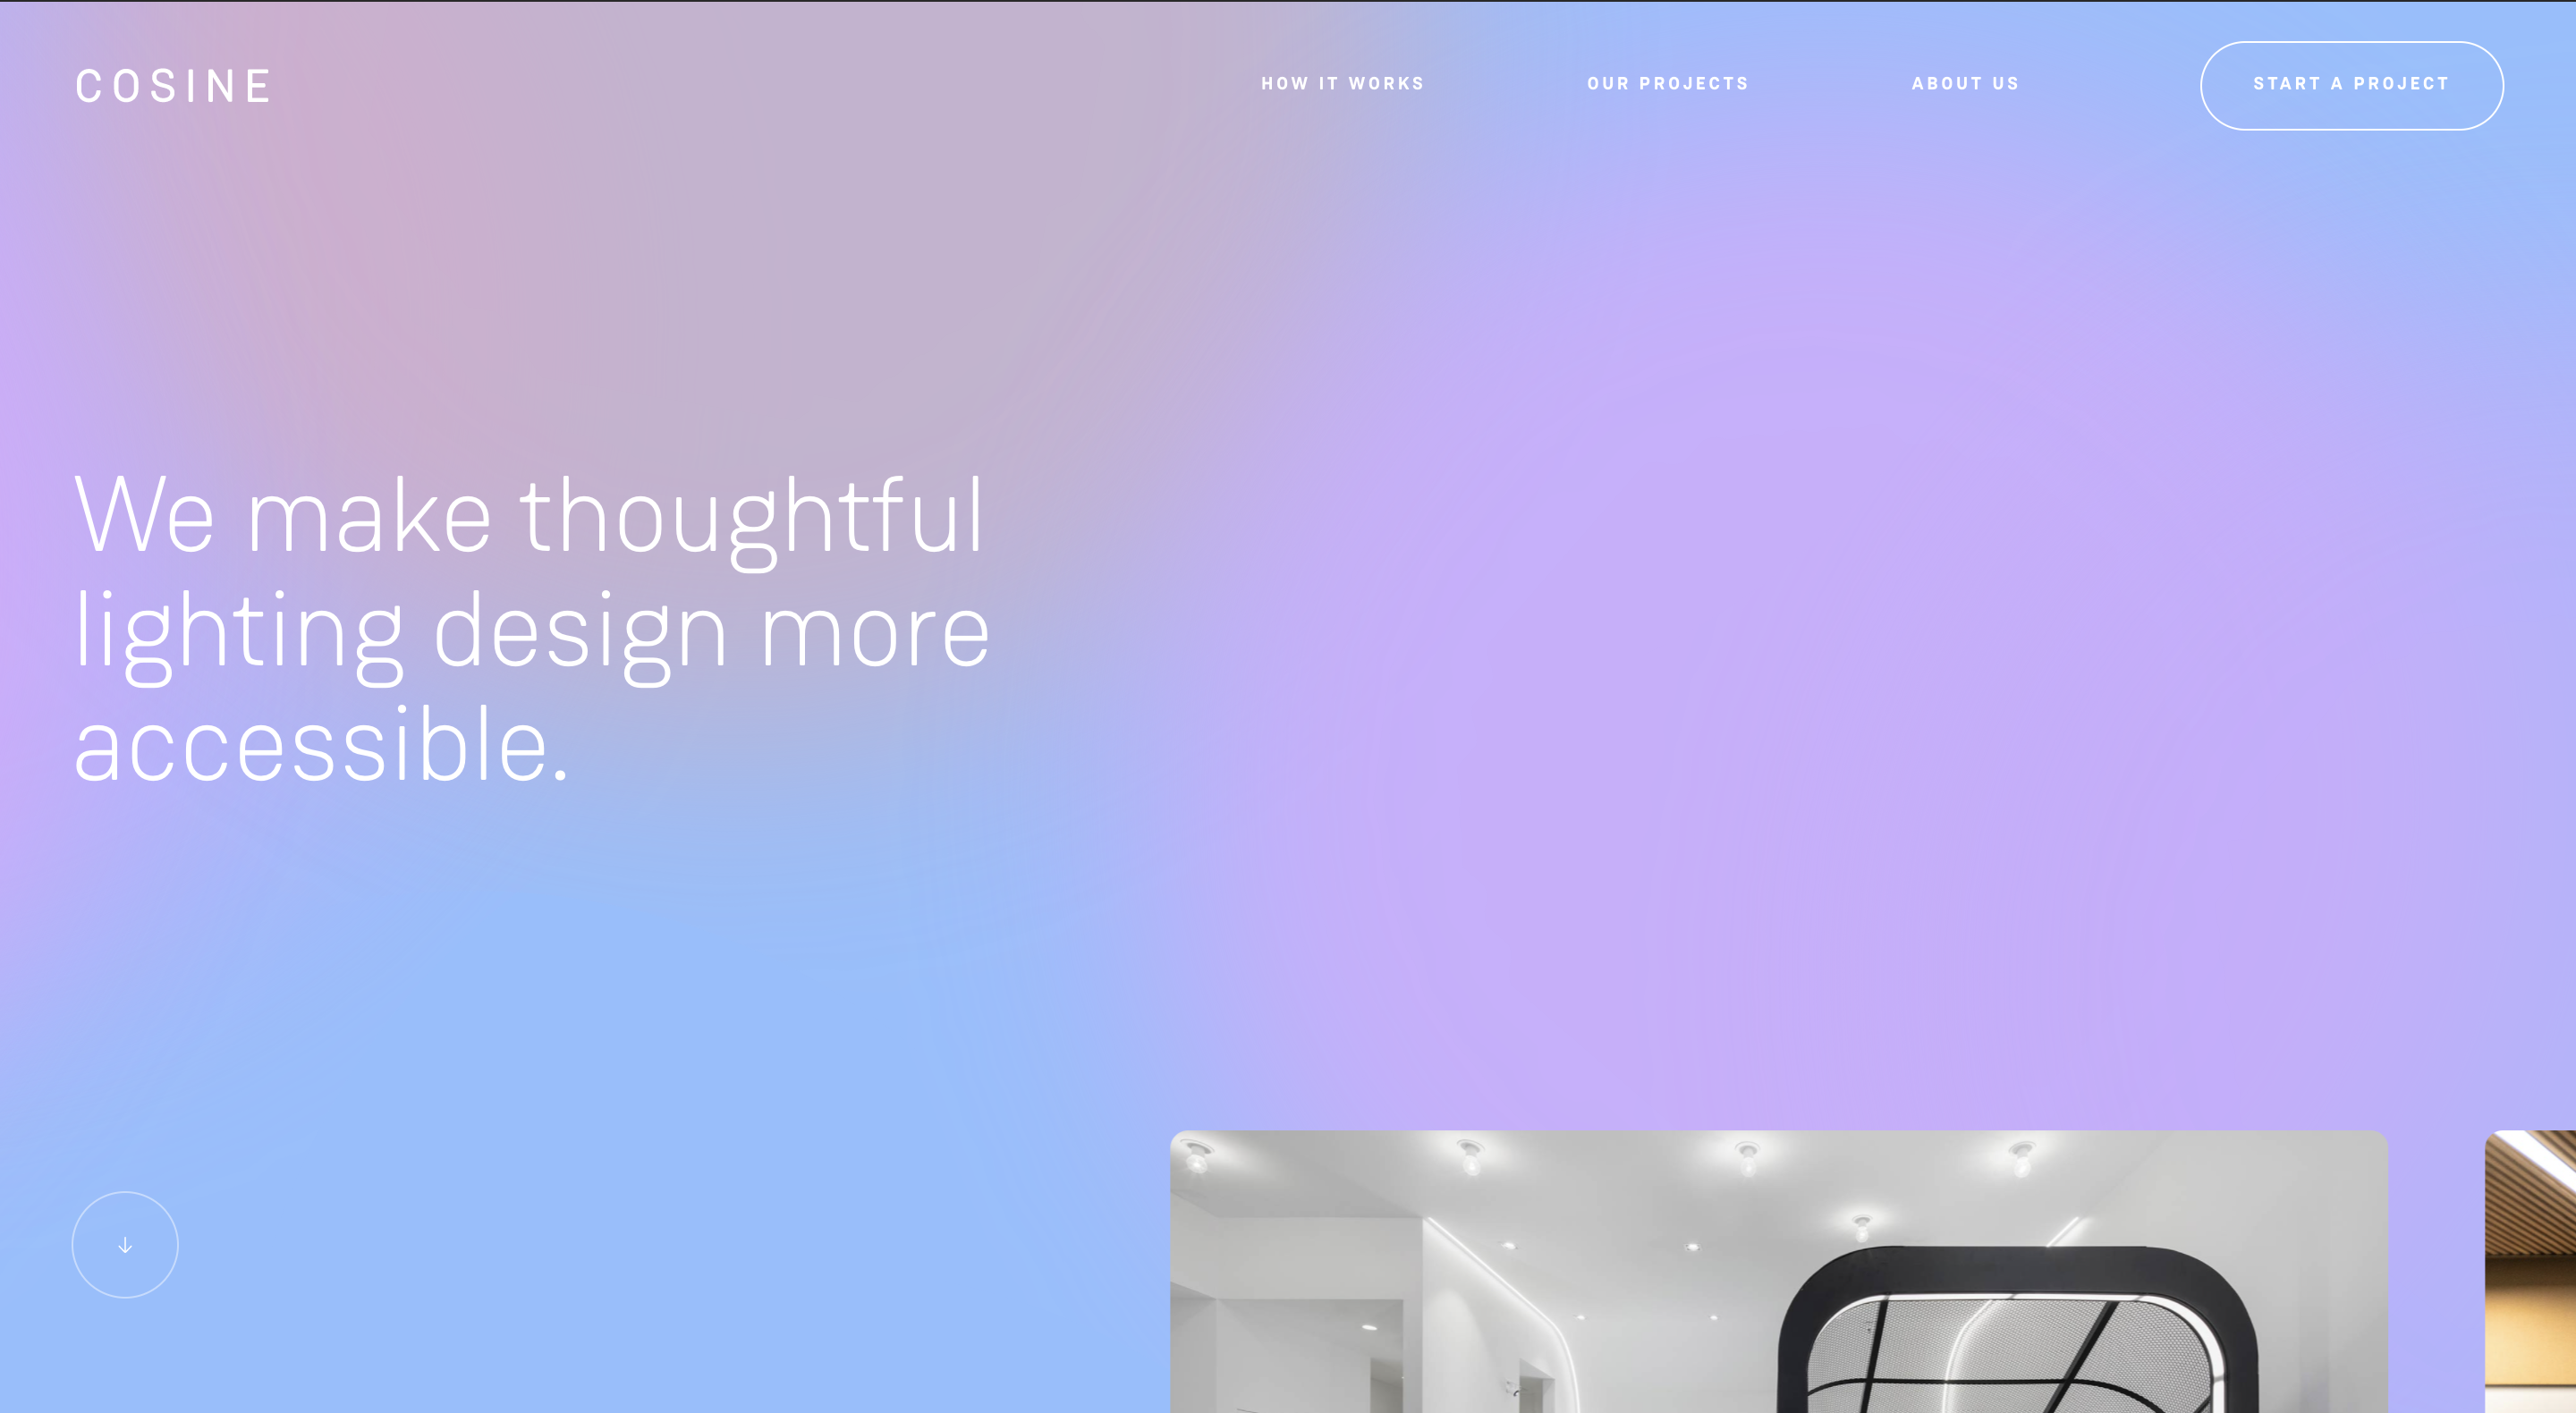 COSINE
HOW IT WORKS
OUR PROJECTS
ABOUT US
START A PROJECT
We make thoughtful
lighting design more
accessible.